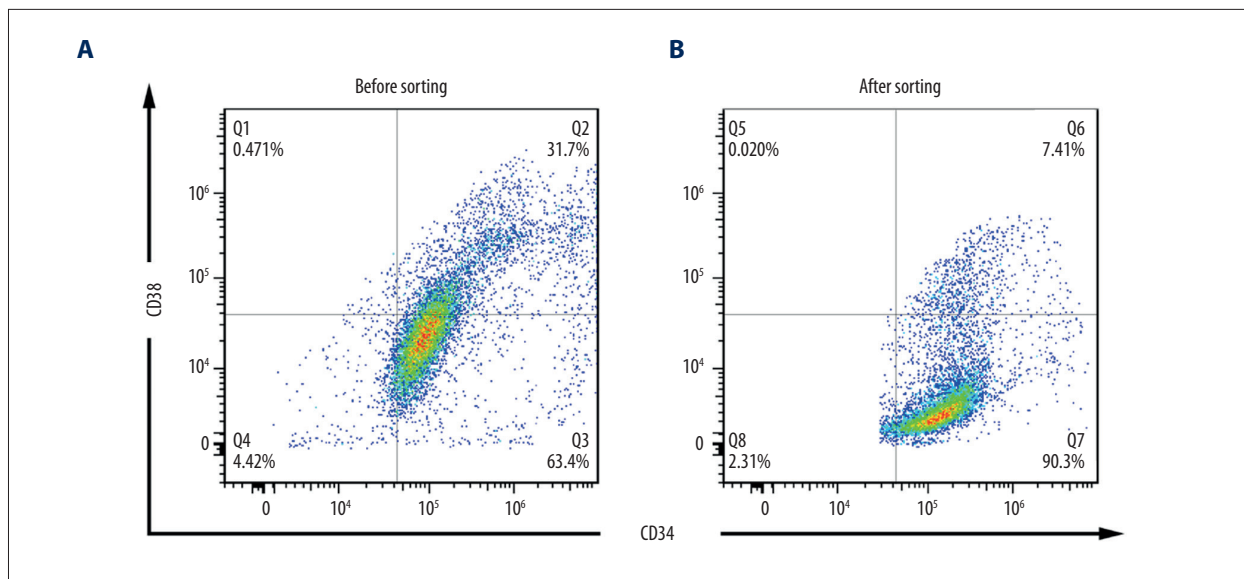 A
Before sorting
Q1
0.471%
Q2
31.7%
10⁶
10⁵
10⁴
0
Q4
4.42%
Q3
63.4%
0
10⁴
10⁵
10⁶
CD38
B
After sorting
Q5
0.020%
Q6
7.41%
10⁶
10⁵
10⁴
0
Q8
2.31%
Q7
90.3%
0
10⁴
10⁵
10⁶
CD34